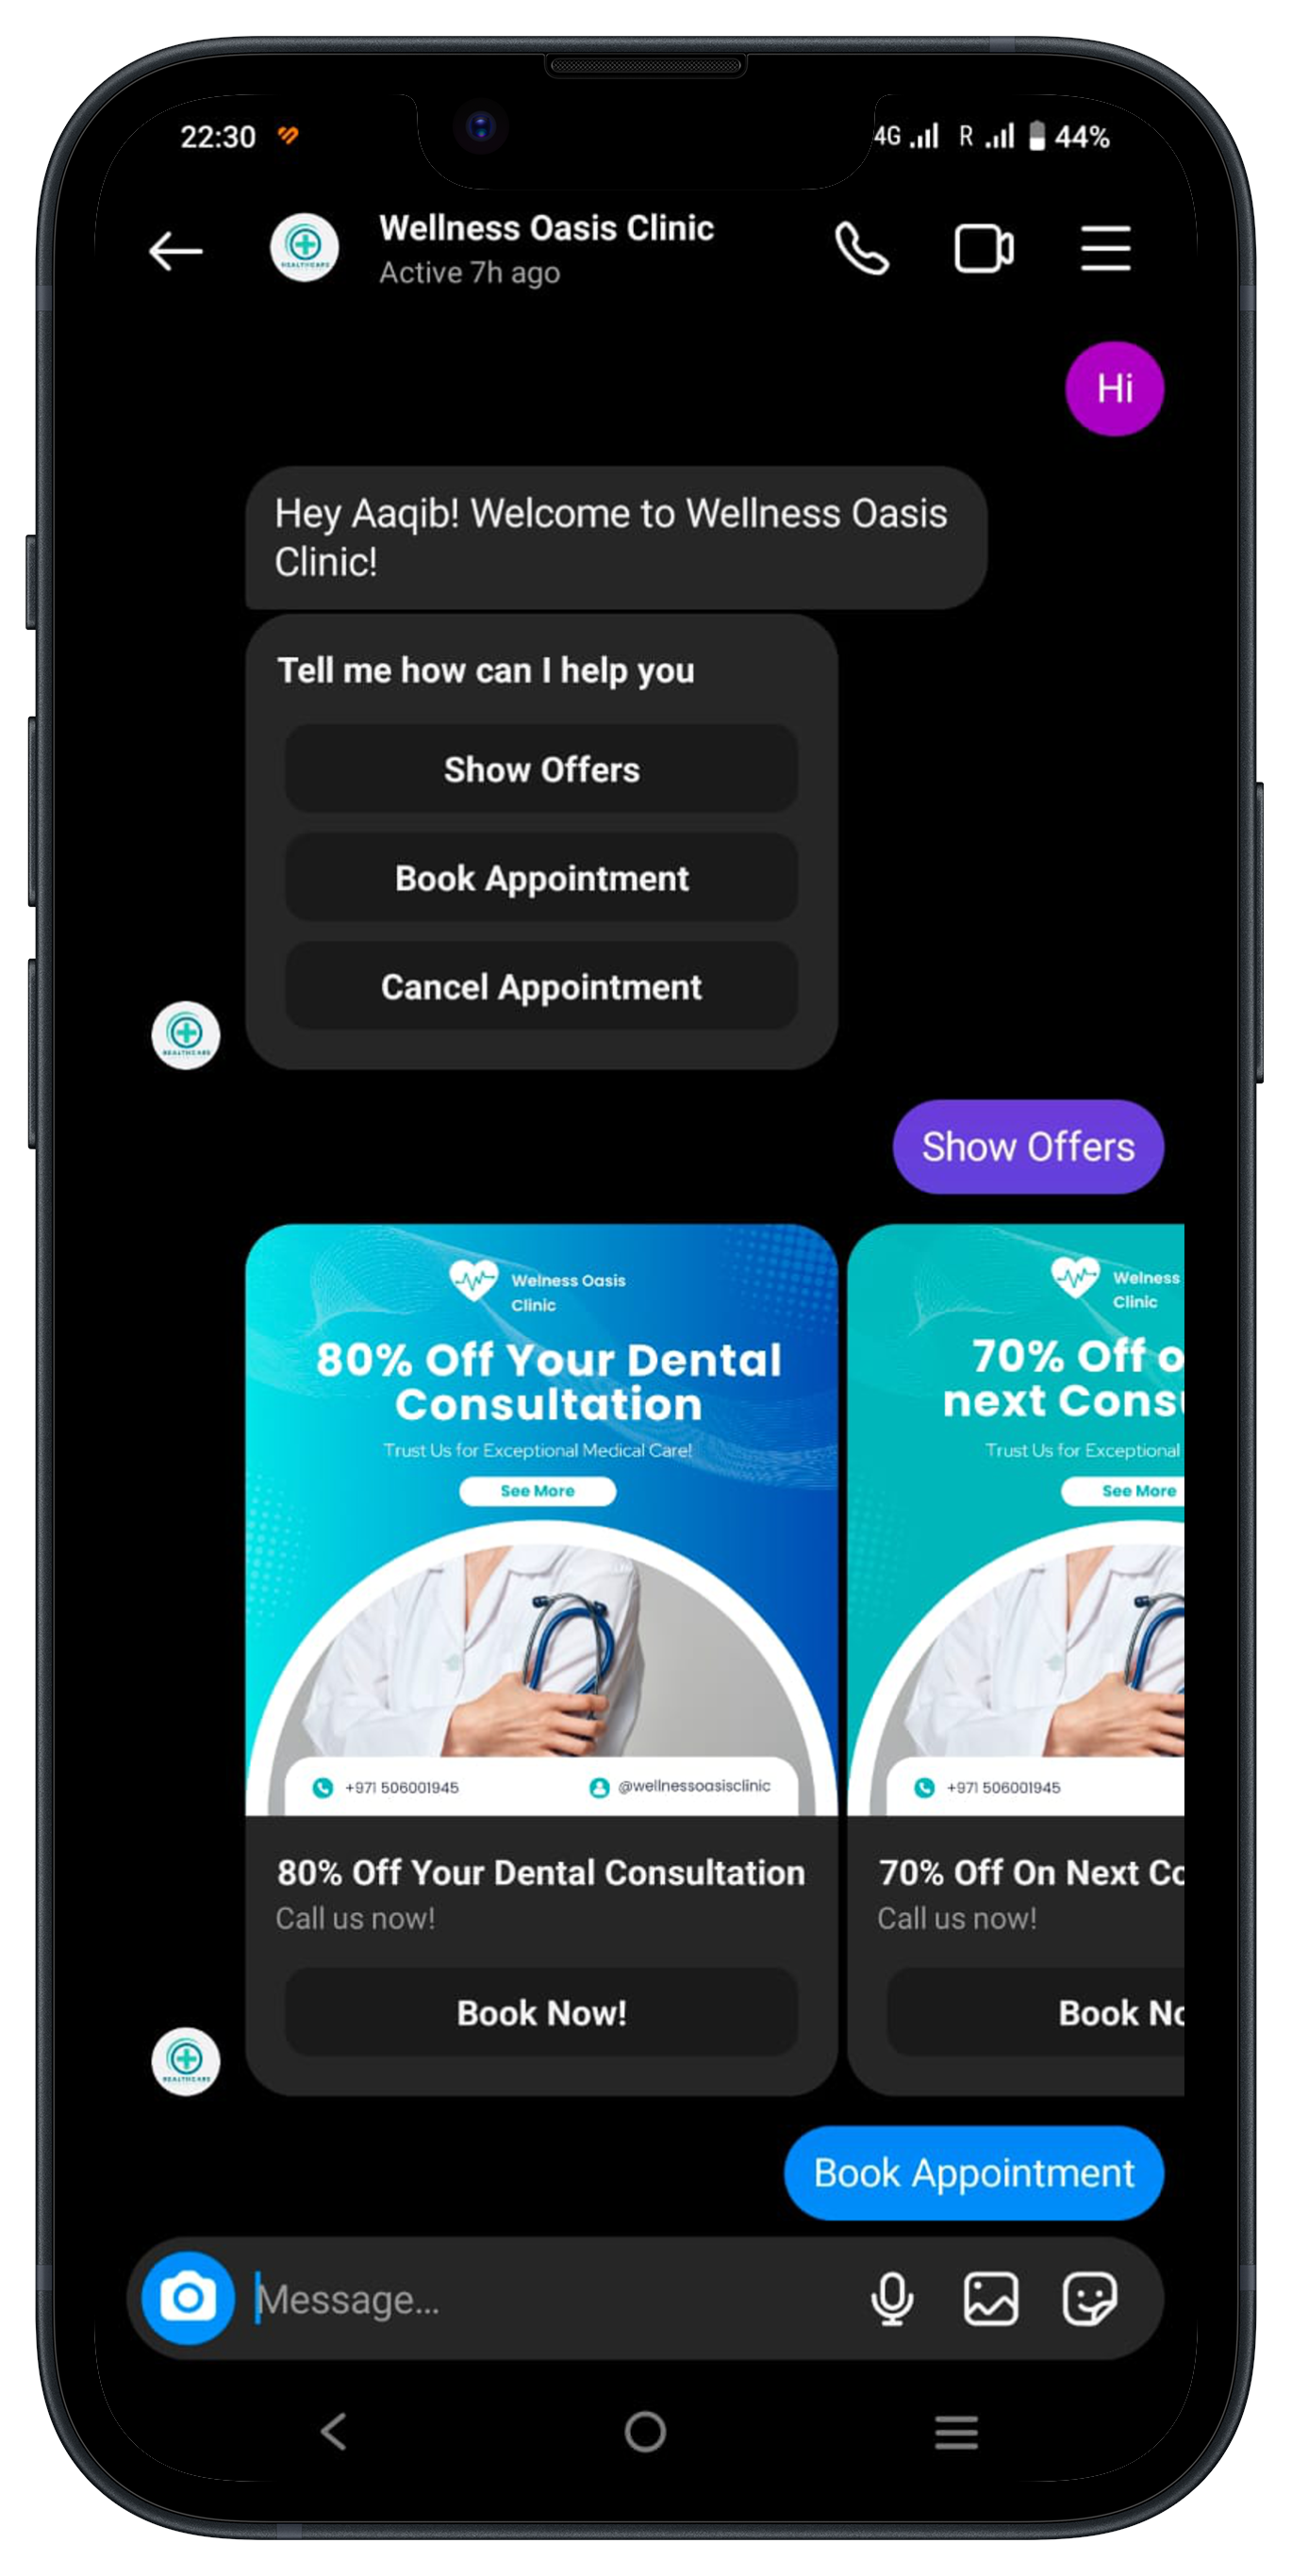 22:30
4G R 44%
Wellness Oasis Clinic
Active 7h ago
Hi
Hey Aaqib! Welcome to Wellness Oasis
Clinic!
Tell me how can I help you
Show Offers
Book Appointment
Cancel Appointment
HEALTHCARE
Show Offers
Welness Oasis
Clinic
80% Off Your Dental
Consultation
Trust Us for Exceptional Medical Care!
See More
+971 506001945
@wellnessoasisclinic
80% Off Your Dental Consultation
Call us now!
Book Now!
Welness
Clinic
70% Off o
next Cons
Trust Us for Exceptional
See More
+971 506001945
70% Off On Next Co
Call us now!
Book No
HEALTHCARE
Book Appointment
Message...